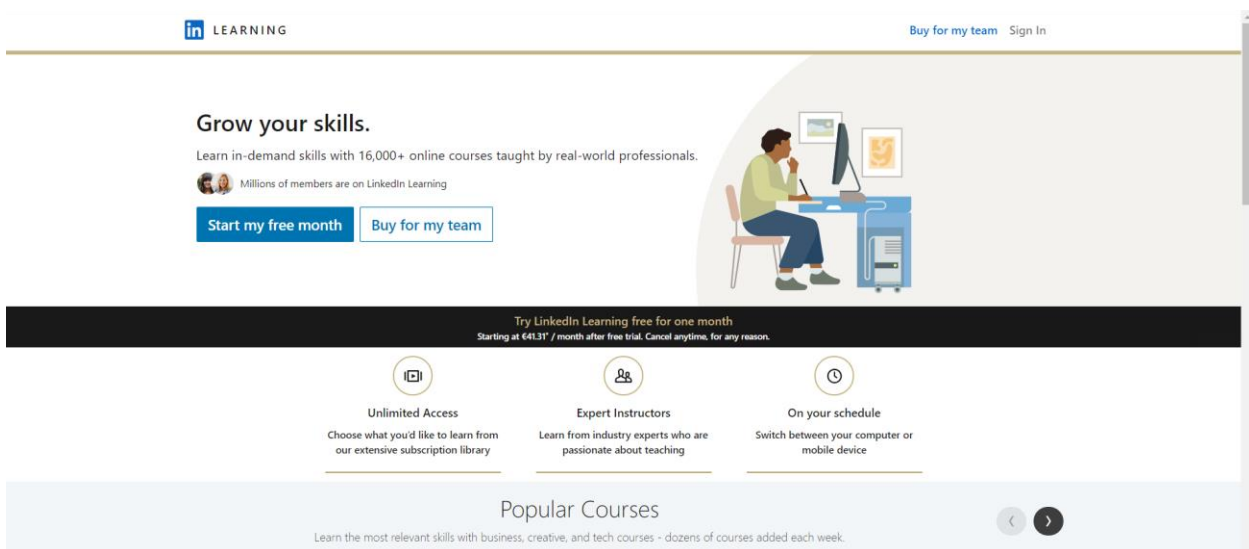 in LEARNING
Buy for my team Sign In
Grow your skills.
Learn in-demand skills with 16,000+ online courses taught by real-world professionals.
Millions of members are on LinkedIn Learning
Start my free month Buy for my team
Try LinkedIn Learning free for one month
Starting at €41.31* / month after free trial. Cancel anytime, for any reason.
Unlimited Access
Choose what you'd like to learn from
our extensive subscription library
Expert Instructors
Learn from industry experts who are
passionate about teaching
On your schedule
Switch between your computer or
mobile device
Popular Courses
Learn the most relevant skills with business, creative, and tech courses - dozens of courses added each week.